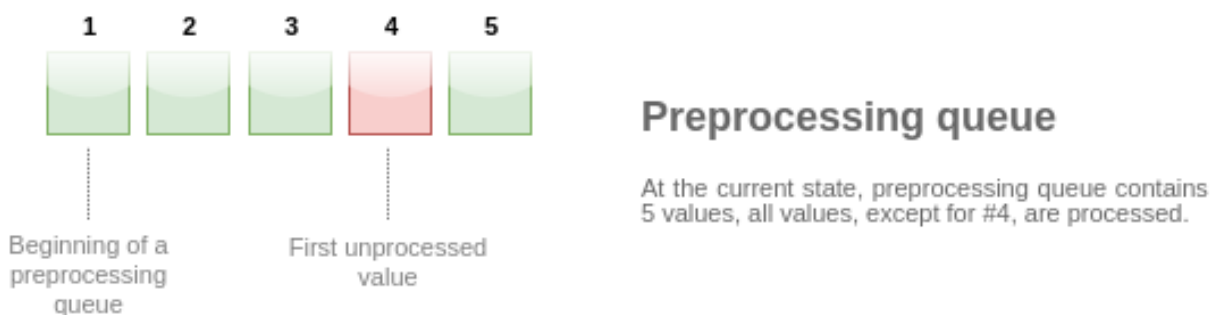 1 2 3 4 5
Beginning of a
preprocessing
queue
First unprocessed
value
Preprocessing queue
At the current state, preprocessing queue contains
5 values, all values, except for #4, are processed.